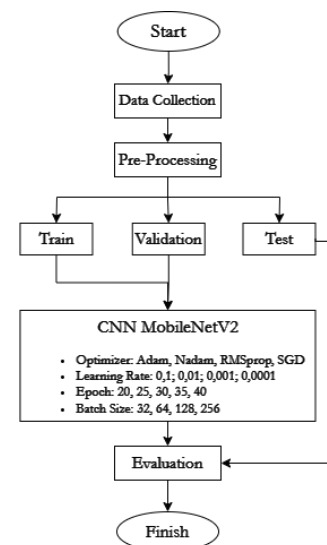 Start
Data Collection
Pre-Processing
Train
Validation
Test
CNN MobileNetV2
• Optimizer: Adam, Nadam, RMSprop, SGD
• Learning Rate: 0,1; 0,01; 0,001; 0,0001
• Epoch: 20, 25, 30, 35, 40
• Batch Size: 32, 64, 128, 256
Evaluation
Finish